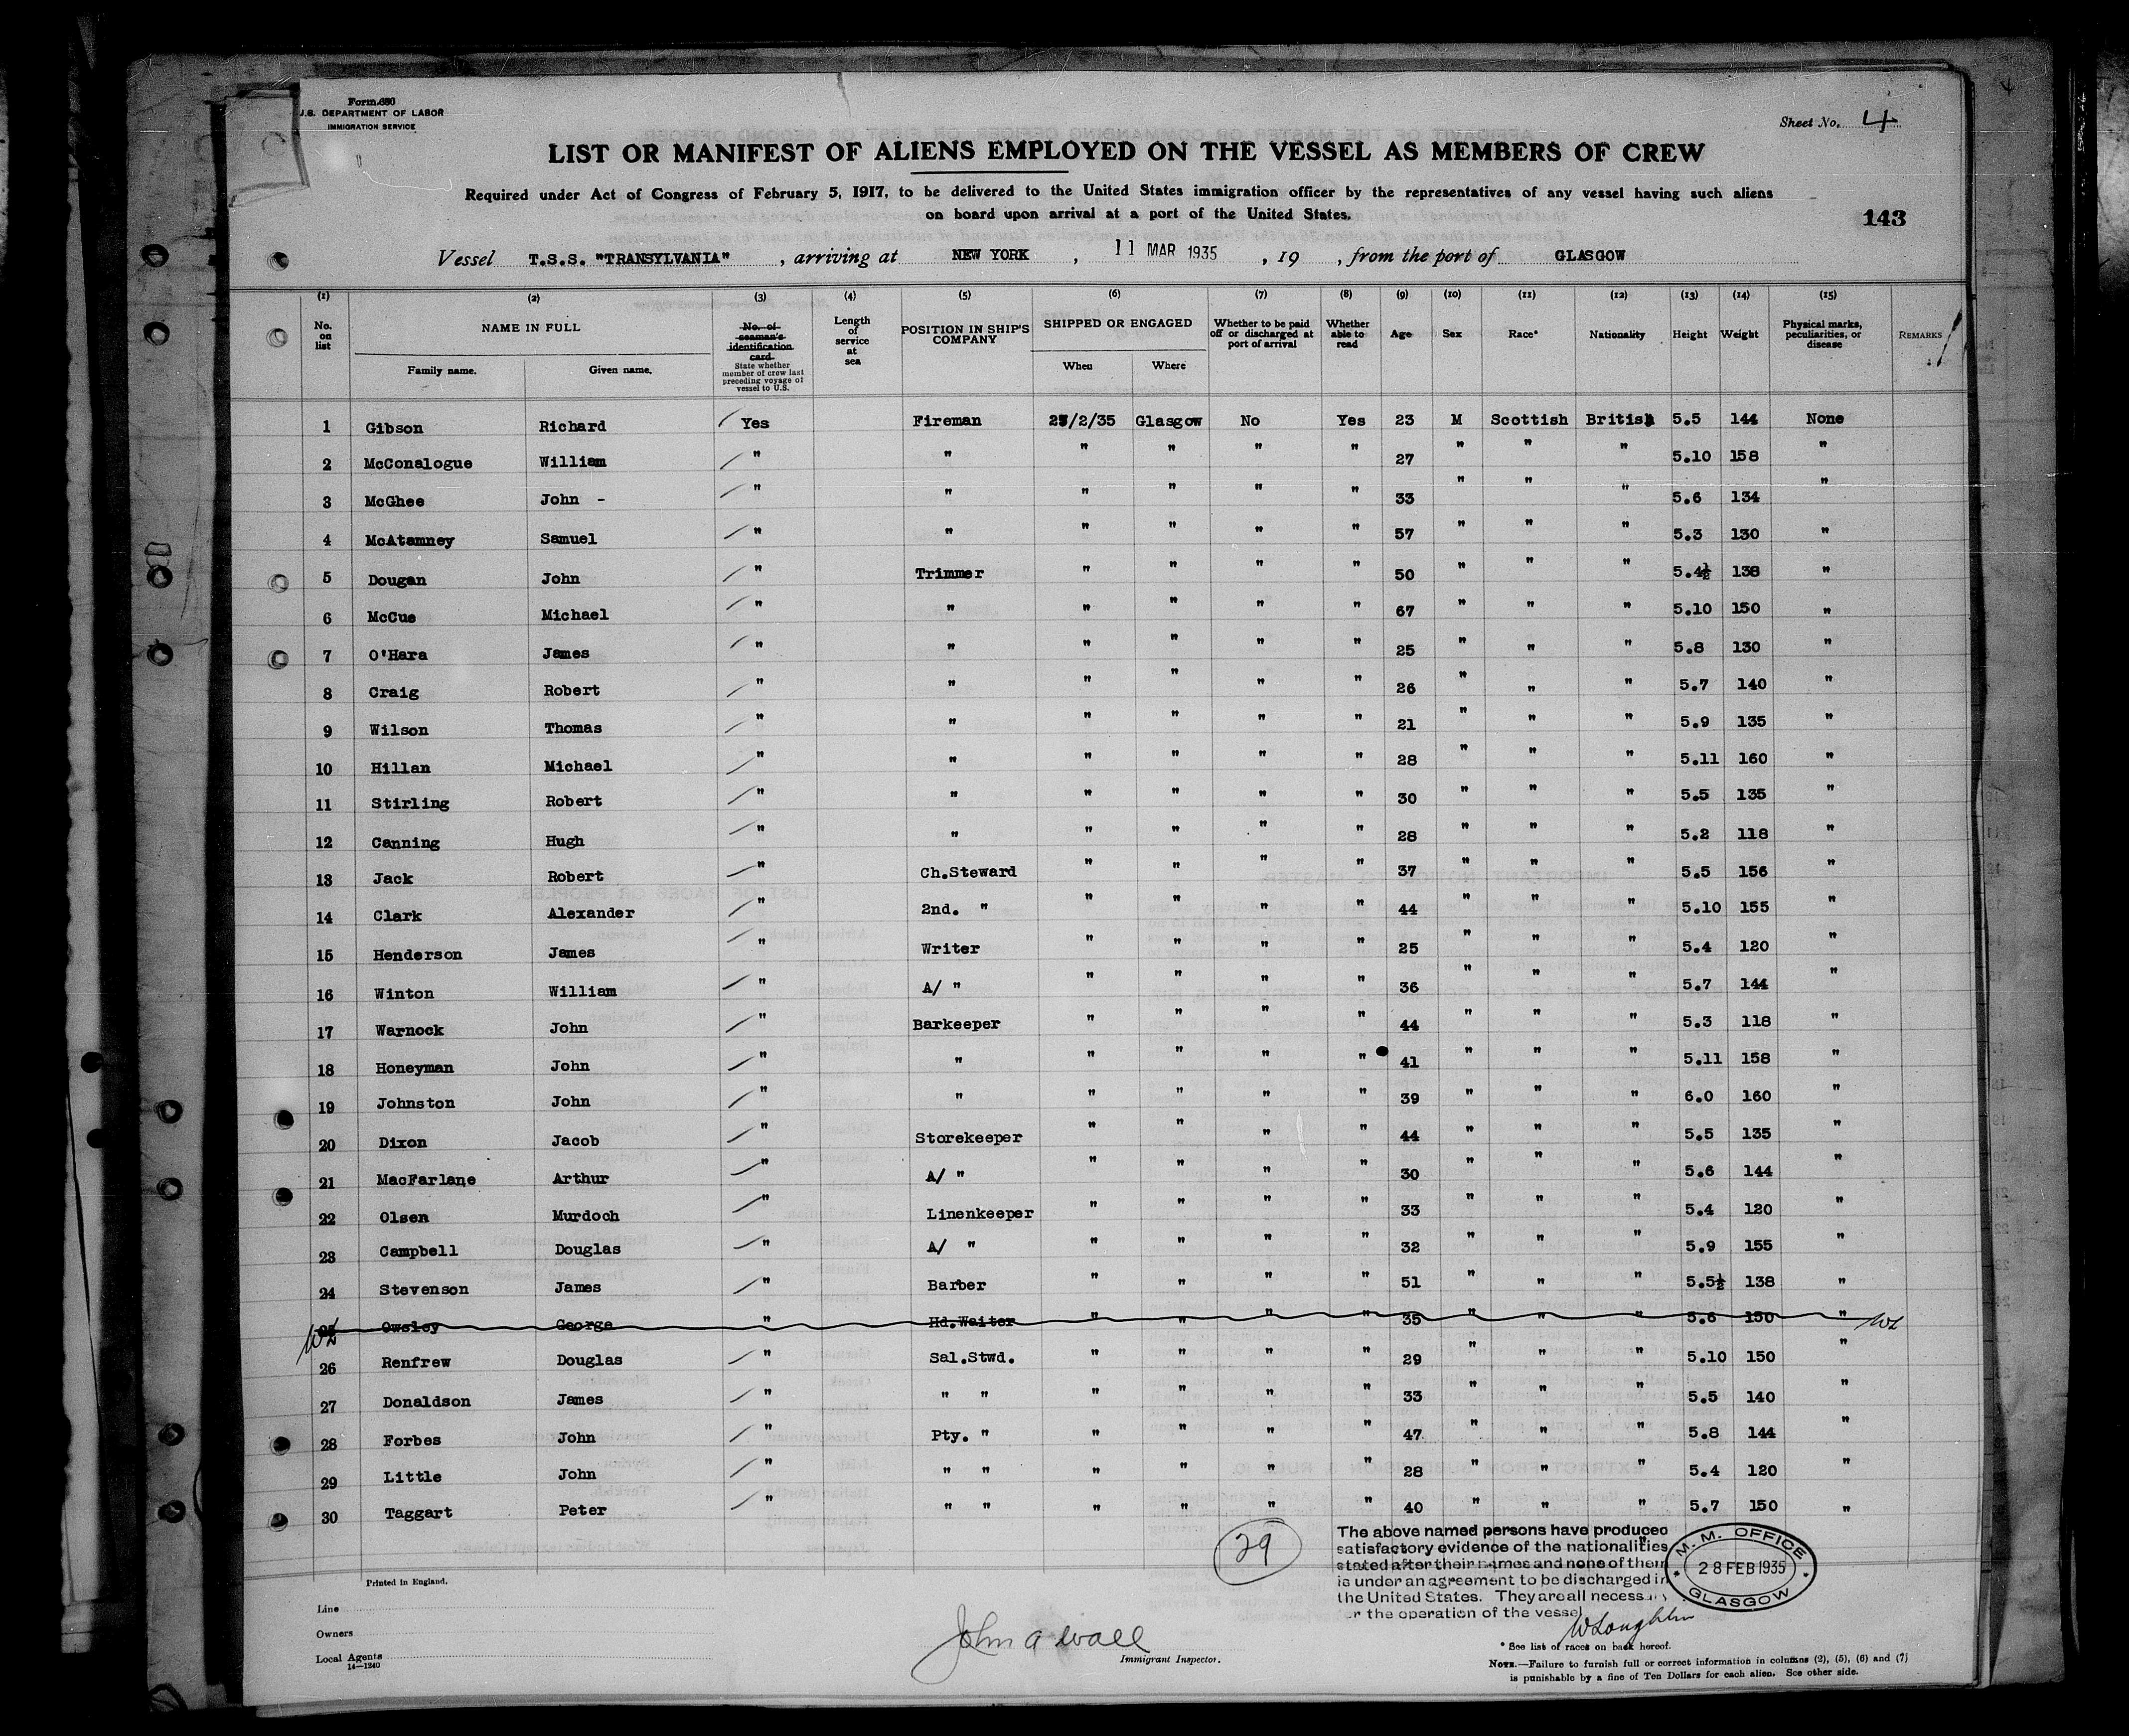 Form 680
U.S. DEPARTMENT OF LABOR
IMMIGRATION SERVICE
Sheet No. 4
LIST OR MANIFEST OF ALIENS EMPLOYED ON THE VESSEL AS MEMBERS OF CREW
Required under Act of Congress of February 5, 1917, to be delivered to the United States immigration officer by the representatives of any vessel having such aliens
on board upon arrival at a port of the United States.
143
Vessel T.S.S. "TRANSYLVANIA" , arriving at NEW YORK , 11 MAR 1935 , 19 , from the port of GLASGOW
(1) (2) (3) (4) (5) (6) (7) (8) (9) (10) (11) (12) (13) (14) (15)
No. on list NAME IN FULL Family name. Given name. No. of seaman's identification card. State whether member of crew last preceding voyage of vessel to U.S. Length of service at sea POSITION IN SHIP'S COMPANY SHIPPED OR ENGAGED When Where Whether to be paid off or discharged at port of arrival Whether able to read Age Sex Race* Nationality Height Weight Physical marks, peculiarities, or disease REMARKS
1 Gibson Richard Yes Fireman 25/2/35 Glasgow No Yes 23 M Scottish British 5.5 144 None
2 McConalogue William " " " " " " 27 " " " 5.10 158 "
3 McGhee John - " " " " " " 33 " " " 5.6 134 "
4 McAtamney Samuel " " " " " " 57 " " " 5.3 130 "
5 Dougan John " Trimmer " " " " 50 " " " 5.4½ 138 "
6 McCue Michael " " " " " " 67 " " " 5.10 150 "
7 O'Hara James " " " " " " 25 " " " 5.8 130 "
8 Craig Robert " " " " " " 26 " " " 5.7 140 "
9 Wilson Thomas " " " " " " 21 " " " 5.9 135 "
10 Hillan Michael " " " " " " 28 " " " 5.11 160 "
11 Stirling Robert " " " " " " 30 " " " 5.5 135 "
12 Canning Hugh " " " " " " 28 " " " 5.2 118 "
13 Jack Robert " Ch.Steward " " " " 37 " " " 5.5 156 "
14 Clark Alexander " 2nd. " " " " " 44 " " " 5.10 155 "
15 Henderson James " Writer " " " " 25 " " " 5.4 120 "
16 Winton William " A/ " " " " " 36 " " " 5.7 144 "
17 Warnock John " Barkeeper " " " " 44 " " " 5.3 118 "
18 Honeyman John " " " " " " 41 " " " 5.11 158 "
19 Johnston John " " " " " " 39 " " " 6.0 160 "
20 Dixon Jacob " Storekeeper " " " " 44 " " " 5.5 135 "
21 MacFarlane Arthur " A/ " " " " " 30 " " " 5.6 144 "
22 Olsen Murdoch " Linenkeeper " " " " 33 " " " 5.4 120 "
23 Campbell Douglas " A/ " " " " " 32 " " " 5.9 155 "
24 Stevenson James " Barber " " " " 51 " " " 5.5½ 138 "
25 Owsley George " Hd.Waiter " " " " 35 " " " 5.6 150 "
26 Renfrew Douglas " Sal.Stwd. " " " " 29 " " " 5.10 150 "
27 Donaldson James " " " " " " " 33 " " " 5.5 140 "
28 Forbes John " Pty. " " " " " 47 " " " 5.8 144 "
29 Little John " " " " " " " 28 " " " 5.4 120 "
30 Taggart Peter " " " " " " " 40 " " " 5.7 150 "
29
The above named persons have produced
satisfactory evidence of the nationalities
stated after their names and none of them
is under an agreement to be discharged in
the United States. They are all necessary
for the operation of the vessel
M.M. OFFICE
28 FEB 1935
GLASGOW
W Loughlin
Printed in England.
Line
Owners
Local Agents
14—1240
John A Wall
Immigrant Inspector.
* See list of races on back hereof.
NOTE.—Failure to furnish full or correct information in columns (2), (5), (6) and (7)
is punishable by a fine of Ten Dollars for each alien. See other side.